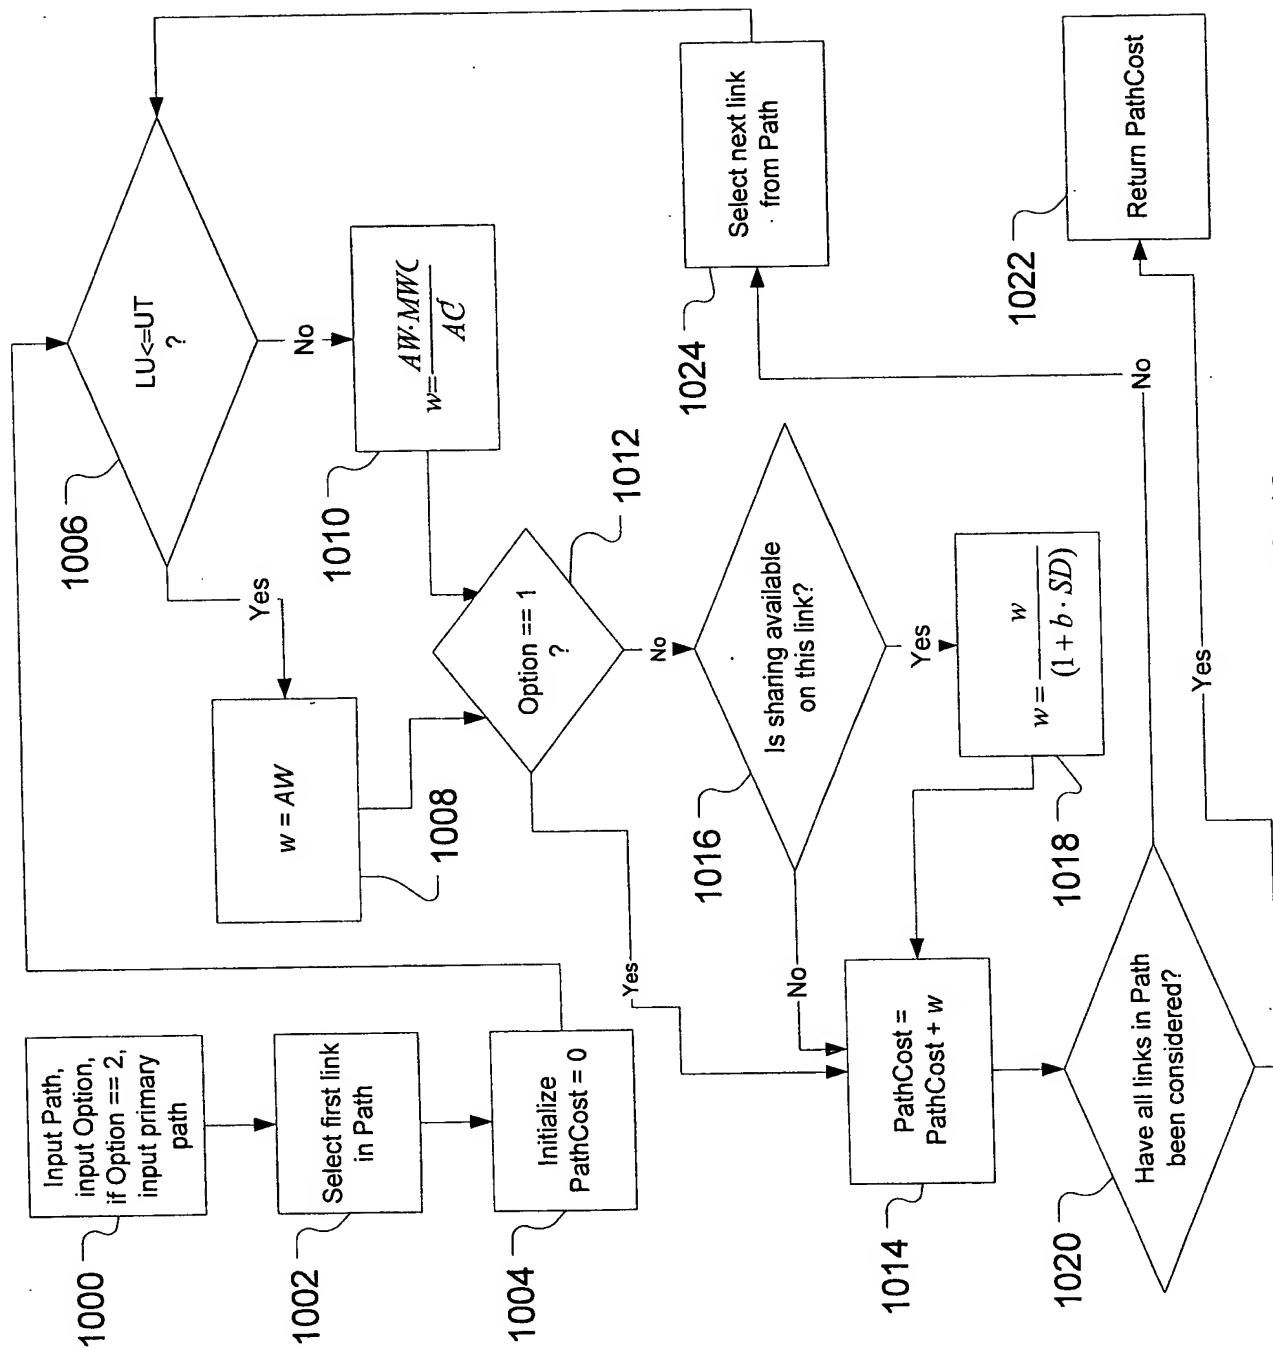 Input Path,
input Option,
if Option == 2,
input primary
path
1000
Select first link
in Path
1002
Initialize
PathCost = 0
1004
LU<=UT
?
1006
Yes
No
w = AW
1008
w= AW·MWC / AC
1010
Option == 1
?
1012
Yes
No
Is sharing available
on this link?
1016
No
Yes
w = w / (1 + b · SD)
1018
PathCost =
PathCost + w
1014
Have all links in Path
been considered?
1020
No
Yes
Select next link
from Path
1024
Return PathCost
1022